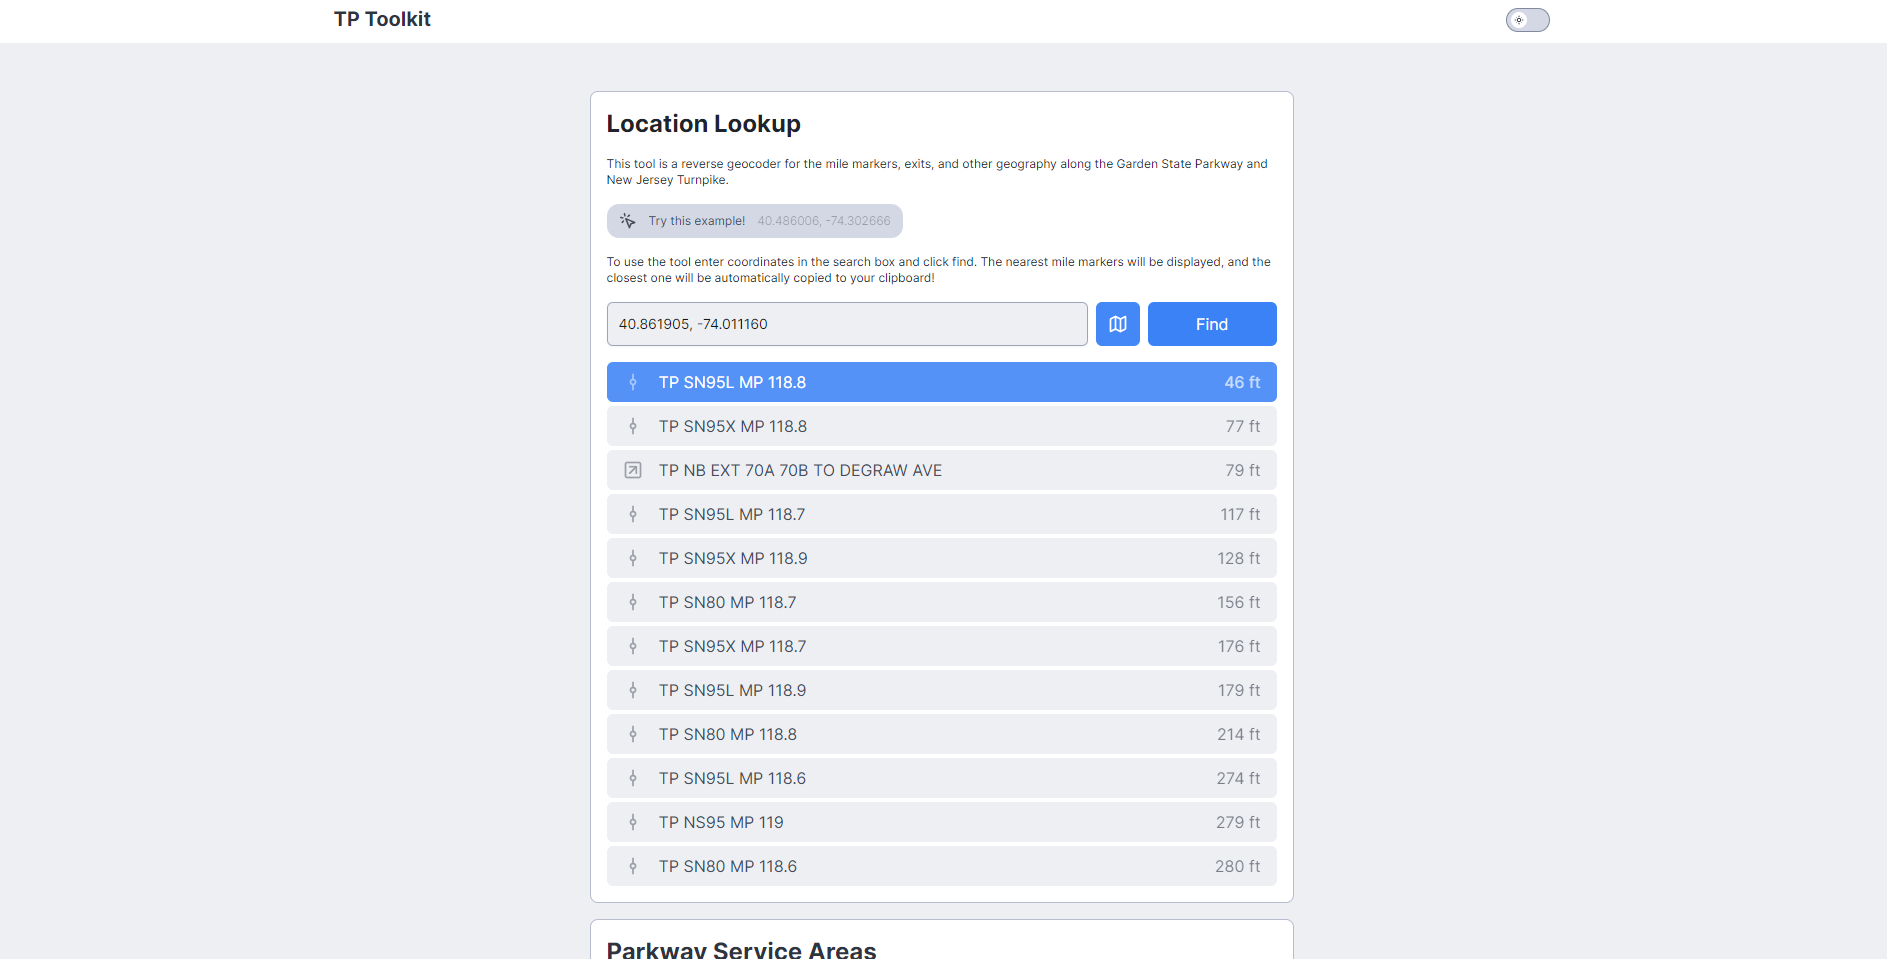 TP Toolkit
Location Lookup
This tool is a reverse geocoder for the mile markers, exits, and other geography along the Garden State Parkway and
New Jersey Turnpike.
Try this example! 40.486006, -74.302666
To use the tool enter coordinates in the search box and click find. The nearest mile markers will be displayed, and the
closest one will be automatically copied to your clipboard!
40.861905, -74.011160
Find
TP SN95L MP 118.8 46 ft
TP SN95X MP 118.8 77 ft
TP NB EXT 70A 70B TO DEGRAW AVE 79 ft
TP SN95L MP 118.7 117 ft
TP SN95X MP 118.9 128 ft
TP SN80 MP 118.7 156 ft
TP SN95X MP 118.7 176 ft
TP SN95L MP 118.9 179 ft
TP SN80 MP 118.8 214 ft
TP SN95L MP 118.6 274 ft
TP NS95 MP 119 279 ft
TP SN80 MP 118.6 280 ft
Parkway Service Areas